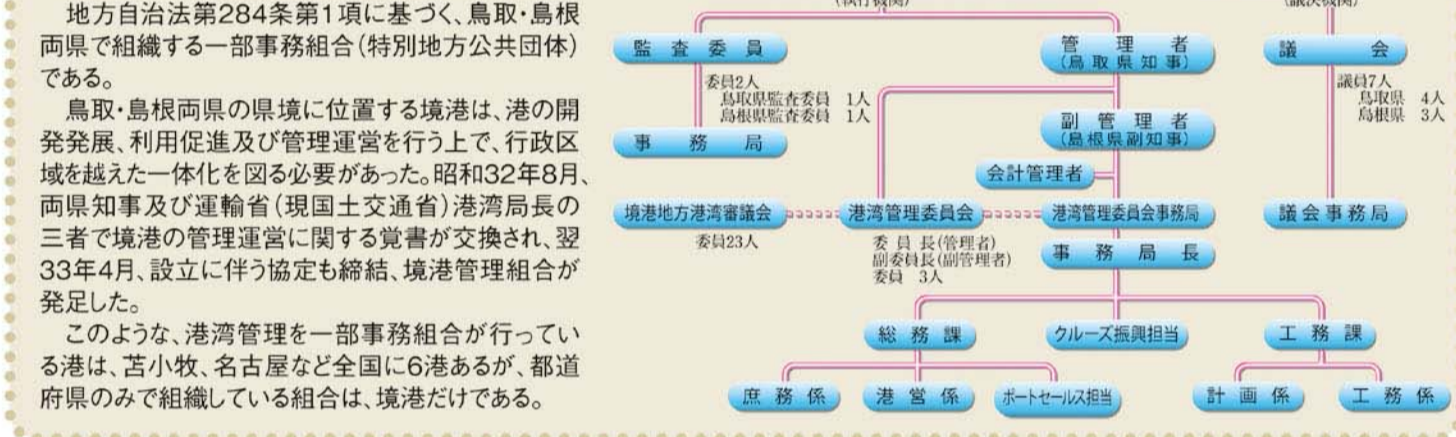 地方自治法第284条第1項に基づく、鳥取・島根
両県で組織する一部事務組合(特別地方公共団体)
である。
鳥取・島根両県の県境に位置する境港は、港の開
発発展、利用促進及び管理運営を行う上で、行政区
域を越えた一体化を図る必要があった。昭和32年8月、
両県知事及び運輸省(現国土交通省)港湾局長の
三者で境港の管理運営に関する覚書が交換され、翌
33年4月、設立に伴う協定も締結、境港管理組合が
発足した。
このような、港湾管理を一部事務組合が行ってい
る港は、苫小牧、名古屋など全国に6港あるが、都道
府県のみで組織している組合は、境港だけである。
(執行機関)
(議決機関)
監査委員
委員2人
鳥取県監査委員 1人
島根県監査委員 1人
事務局
管理者
(鳥取県知事)
副管理者
(島根県副知事)
会計管理者
議会
議員7人
鳥取県 4人
島根県 3人
境港地方港湾審議会
委員23人
港湾管理委員会
委員長(管理者)
副委員長(副管理者)
委員 3人
港湾管理委員会事務局
事務局長
議会事務局
総務課
クルーズ振興担当
工務課
庶務係
港営係
ポートセールス担当
計画係
工務係